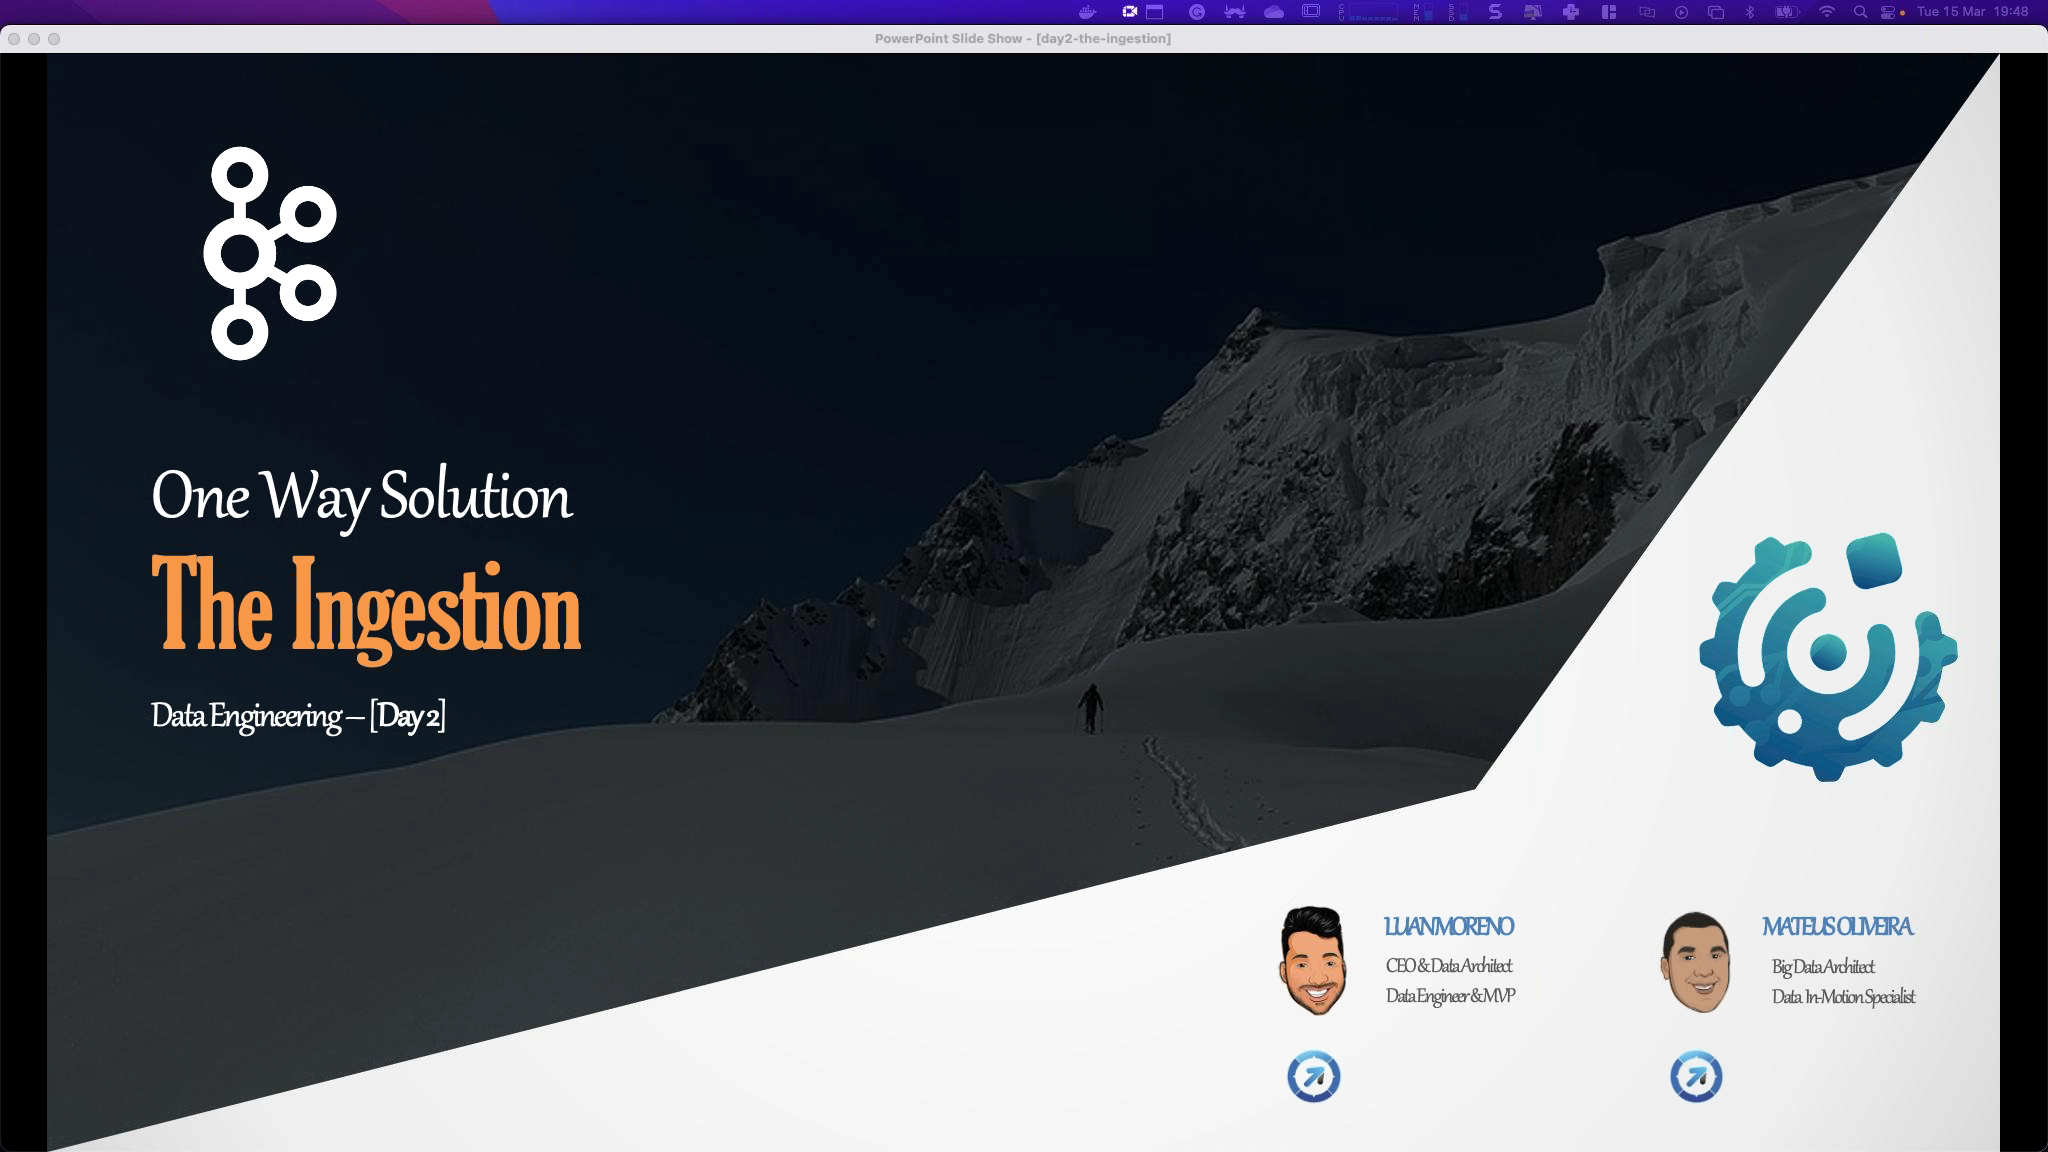 Tue 15 Mar 19:48
PowerPoint Slide Show - [day2-the-ingestion]
One Way Solution
The Ingestion
Data Engineering – [Day 2]
LUAN MORENO
CEO & Data Architect
Data Engineer & MVP
MATEUS OLIVEIRA
Big Data Architect
Data In-Motion Specialist